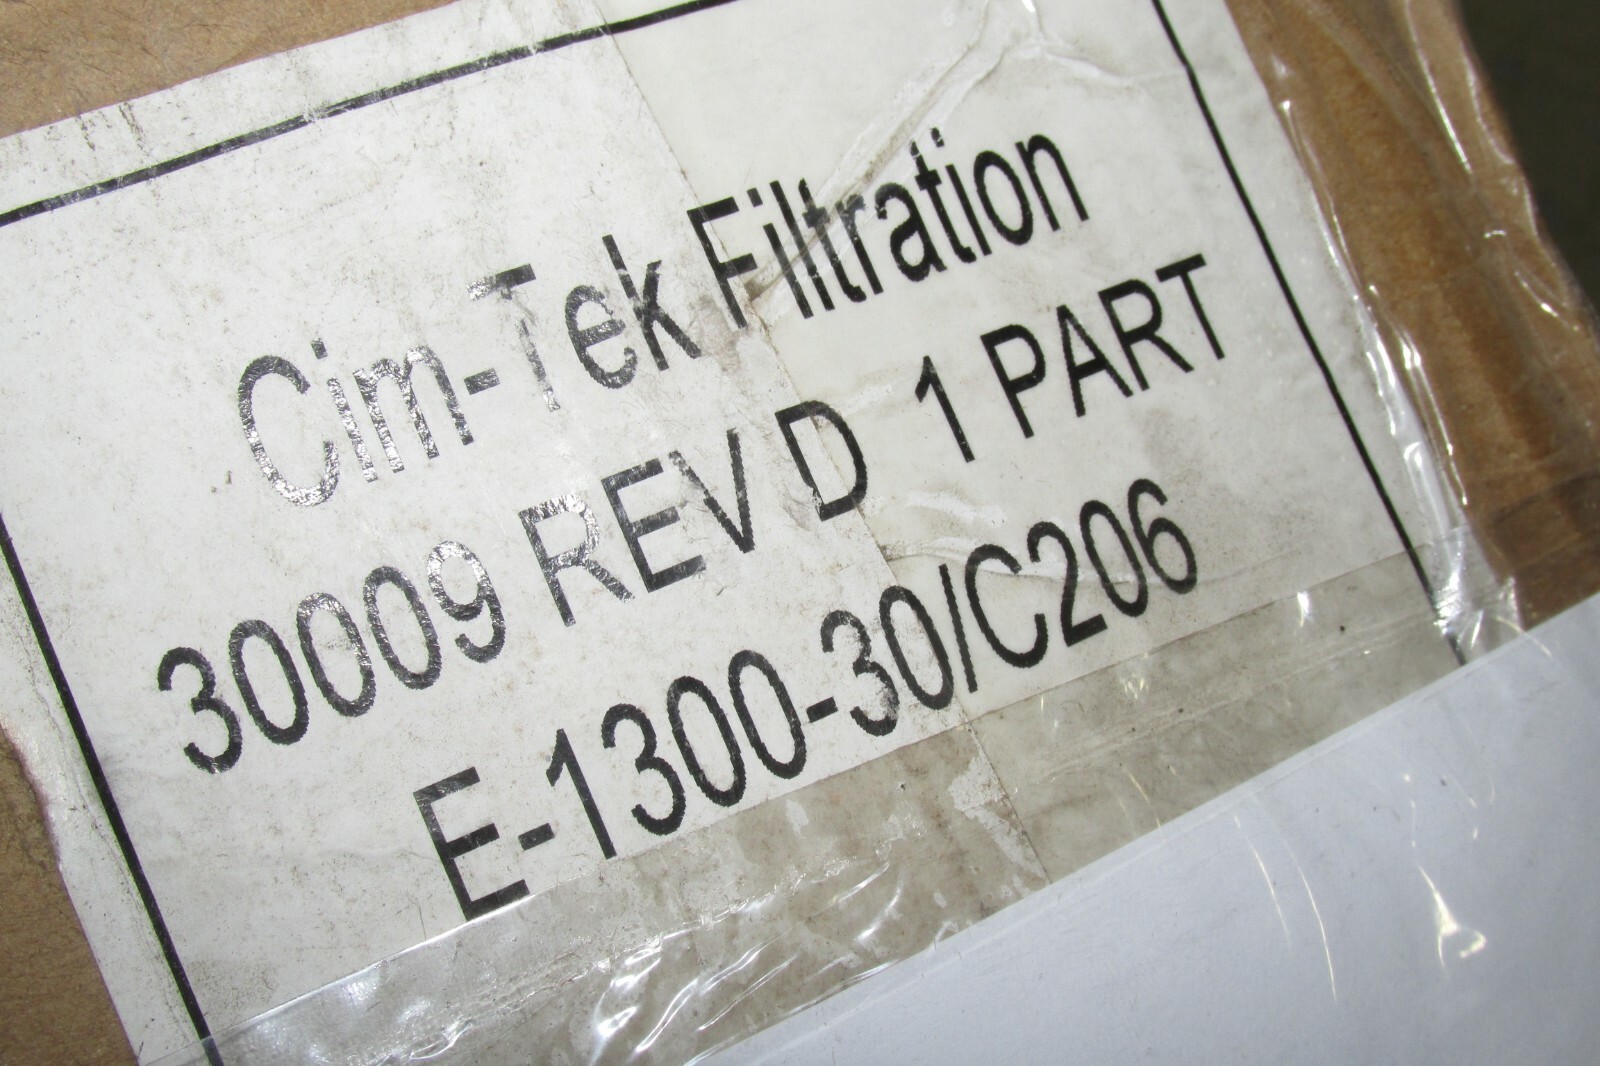 Cim-Tek Filtration
30009 REV D 1 PART
E-1300-30/C206